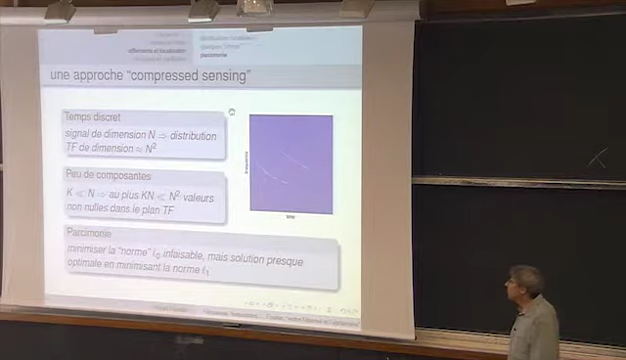 parcimonie
une approche "compressed sensing"
Temps discret
signal de dimension N ⇒ distribution
TF de dimension ≈ N²
Peu de composantes
K ≪ N ⇒ au plus KN ≪ N² valeurs
non nulles dans le plan TF
Parcimonie
minimiser la "norme" ℓ₀ infaisable, mais solution presque
optimale en minimisant la norme ℓ₁